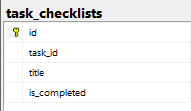 task_checklists
id
task_id
title
is_completed